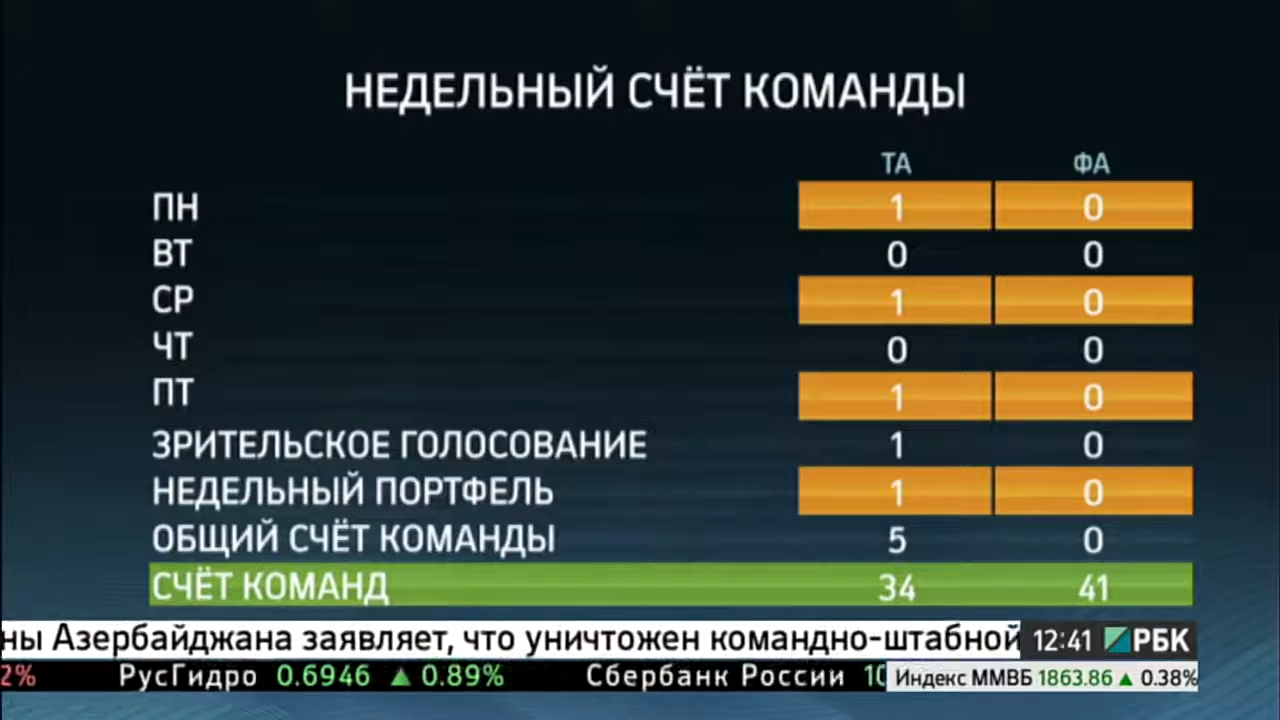 НЕДЕЛЬНЫЙ СЧЁТ КОМАНДЫ
ТА ФА
ПН 1 0
ВТ 0 0
СР 1 0
ЧТ 0 0
ПТ 1 0
ЗРИТЕЛЬСКОЕ ГОЛОСОВАНИЕ 1 0
НЕДЕЛЬНЫЙ ПОРТФЕЛЬ 1 0
ОБЩИЙ СЧЁТ КОМАНДЫ 5 0
СЧЁТ КОМАНД 34 41
ны Азербайджана заявляет, что уничтожен командно-штабной 12:41 РБК
2% РусГидро 0.6946 ▲ 0.89% Сбербанк России 10 Индекс ММВБ 1863.86 ▲ 0.38%